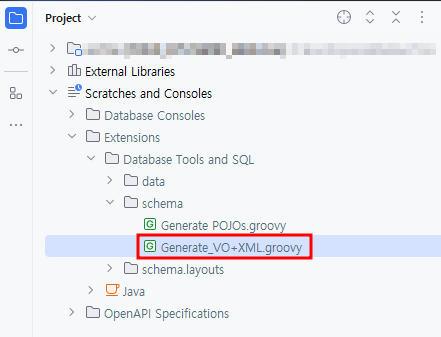 Project
External Libraries
Scratches and Consoles
Database Consoles
Extensions
Database Tools and SQL
data
schema
Generate POJOs.groovy
Generate_VO+XML.groovy
schema.layouts
Java
OpenAPI Specifications